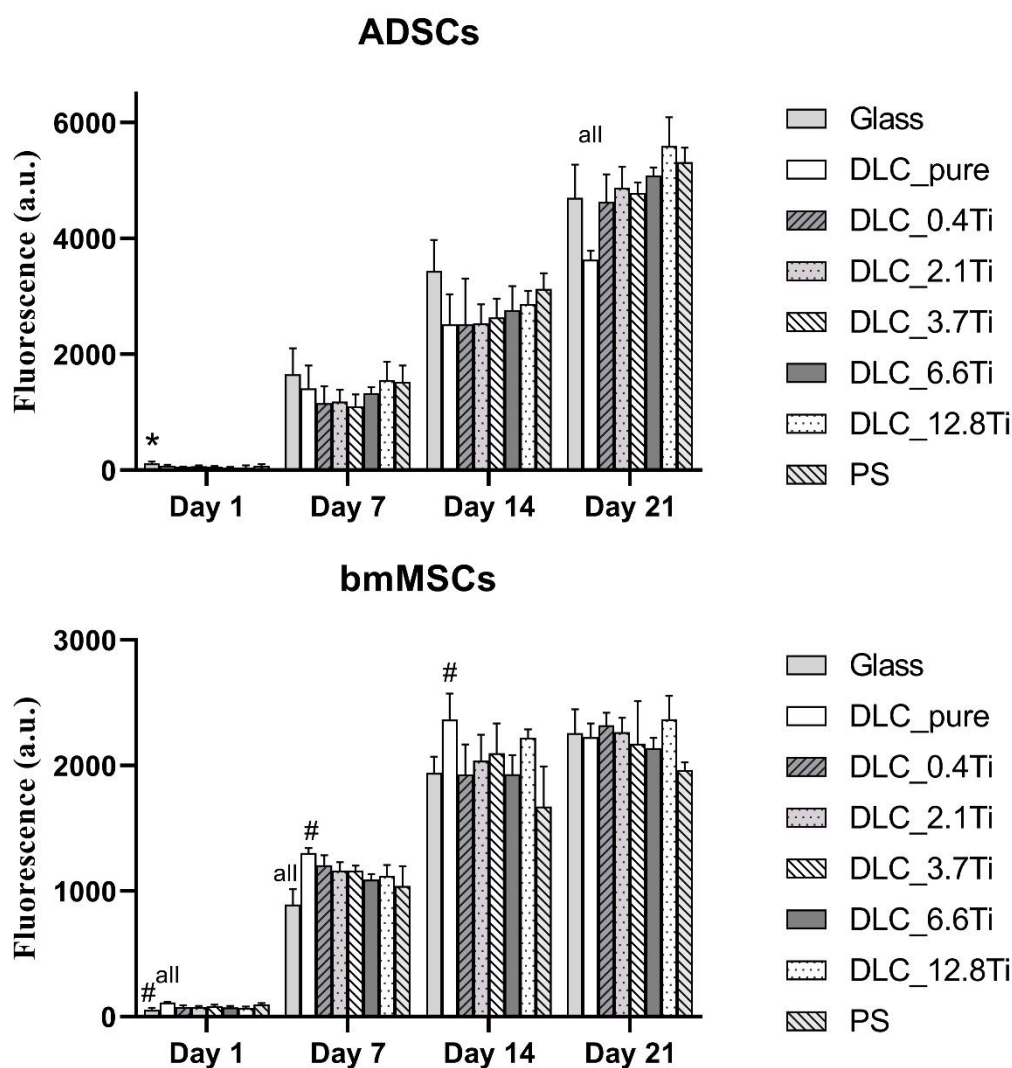 ADSCs
Fluorescence (a.u.)
6000
4000
2000
0
*
all
Day 1 Day 7 Day 14 Day 21
Glass
DLC_pure
DLC_0.4Ti
DLC_2.1Ti
DLC_3.7Ti
DLC_6.6Ti
DLC_12.8Ti
PS
bmMSCs
Fluorescence (a.u.)
3000
2000
1000
0
#
all
all
#
#
Day 1 Day 7 Day 14 Day 21
Glass
DLC_pure
DLC_0.4Ti
DLC_2.1Ti
DLC_3.7Ti
DLC_6.6Ti
DLC_12.8Ti
PS